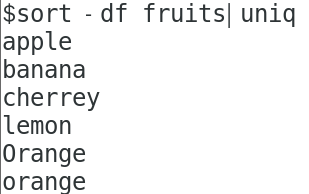 $sort -df fruits| uniq
apple
banana
cherrey
lemon
Orange
orange